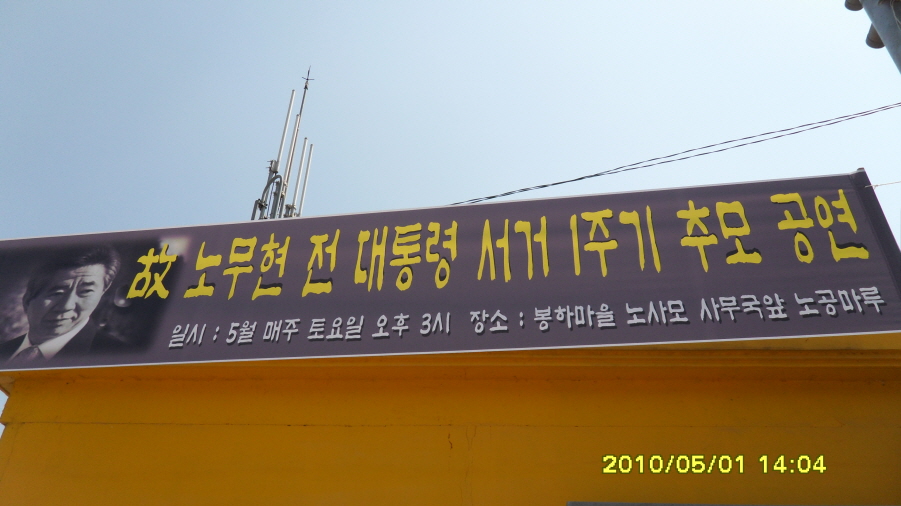 故 노무현 전 대통령 서거 1주기 추모 공연
일시 : 5월 매주 토요일 오후 3시 장소 : 봉하마을 노사모 사무국앞 노공마루
2010/05/01 14:04